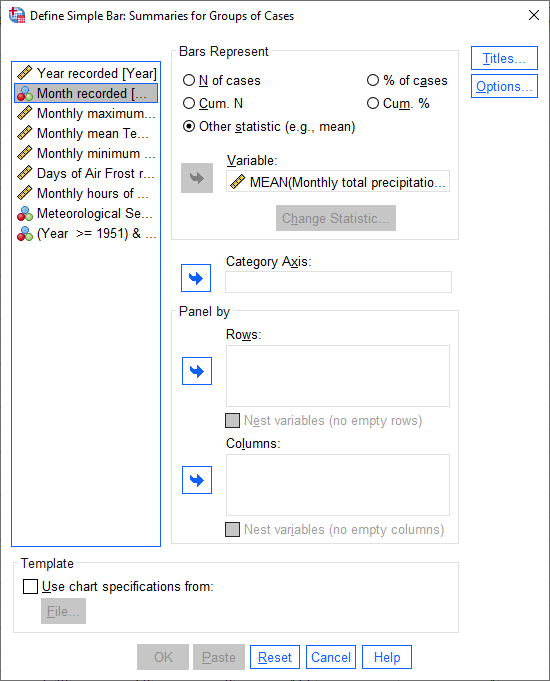 Define Simple Bar: Summaries for Groups of Cases
Year recorded [Year]
Month recorded [...
Monthly maximum...
Monthly mean Te...
Monthly minimum ...
Days of Air Frost r...
Monthly hours of ...
Meteorological Se...
(Year >= 1951) & ...
Bars Represent
N of cases
% of cases
Cum. N
Cum. %
Other statistic (e.g., mean)
Variable:
MEAN(Monthly total precipitatio...
Change Statistic...
Category Axis:
Panel by
Rows:
Nest variables (no empty rows)
Columns:
Nest variables (no empty columns)
Titles...
Options...
Template
Use chart specifications from:
File...
OK Paste Reset Cancel Help